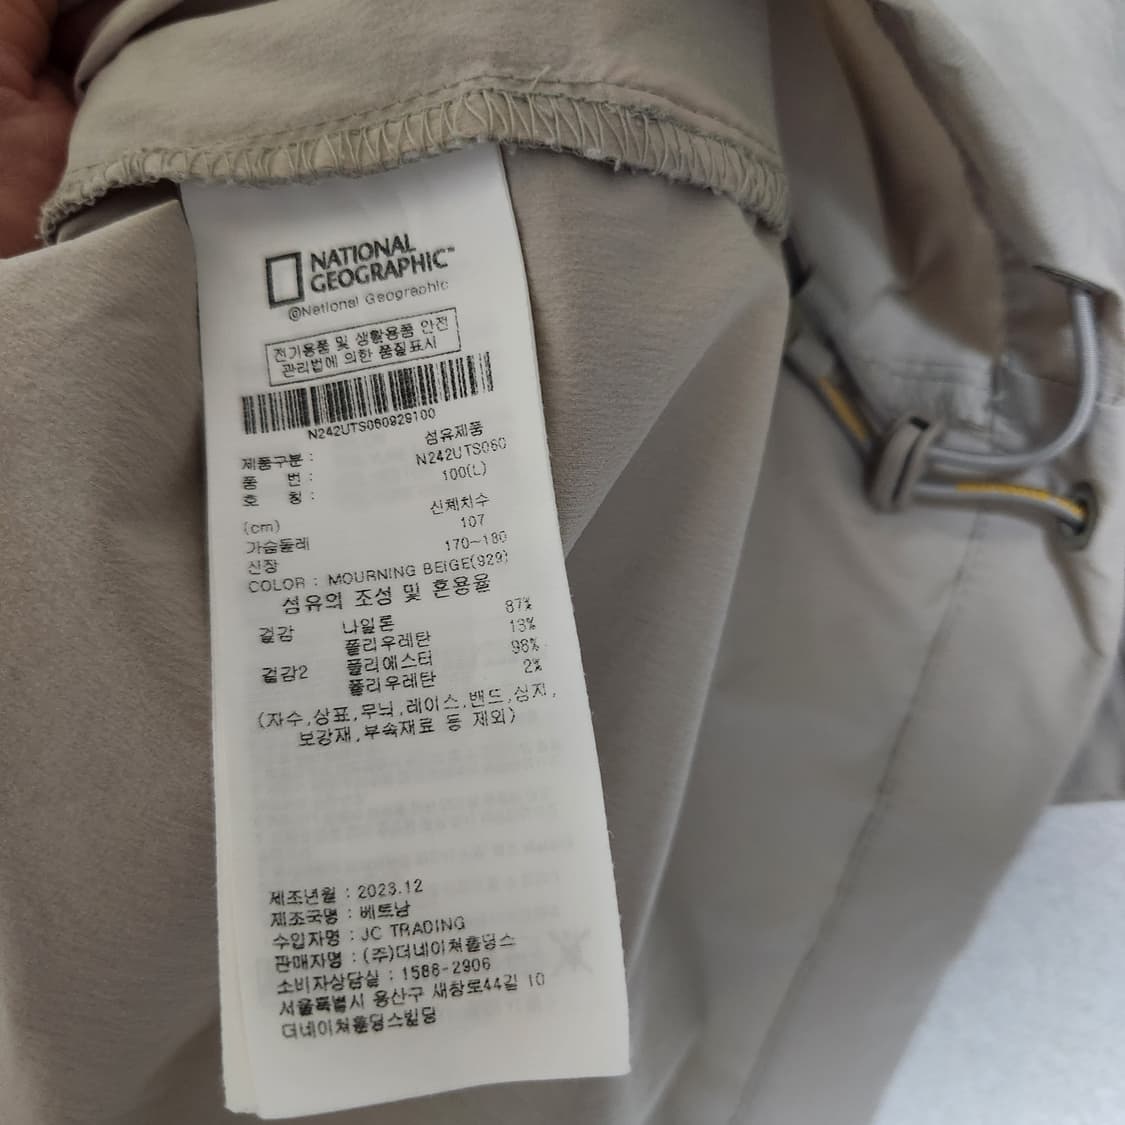 NATIONAL
GEOGRAPHIC™
@National Geographic
전기용품 및 생활용품 안전
관리법에 의한 품질표시
N242UTS060929100
제품구분 : 섬유제품
품 번 : N242UTS060
호 칭 : 100(L)
(cm) 신체치수
가슴둘레 107
신장 170~180
COLOR : MOURNING BEIGE(929)
섬유의 조성 및 혼용율
겉감 나일론 87%
폴리우레탄 13%
겉감2 폴리에스터 98%
폴리우레탄 2%
(자수,상표,무늬,레이스,밴드,심지,
보강재,부속재료 등 제외)
제조년월 : 2023.12
제조국명 : 베트남
수입자명 : JC TRADING
판매자명 : (주)더네이쳐홀딩스
소비자상담실 : 1588-2906
서울특별시 용산구 새창로44길 10
더네이쳐홀딩스빌딩